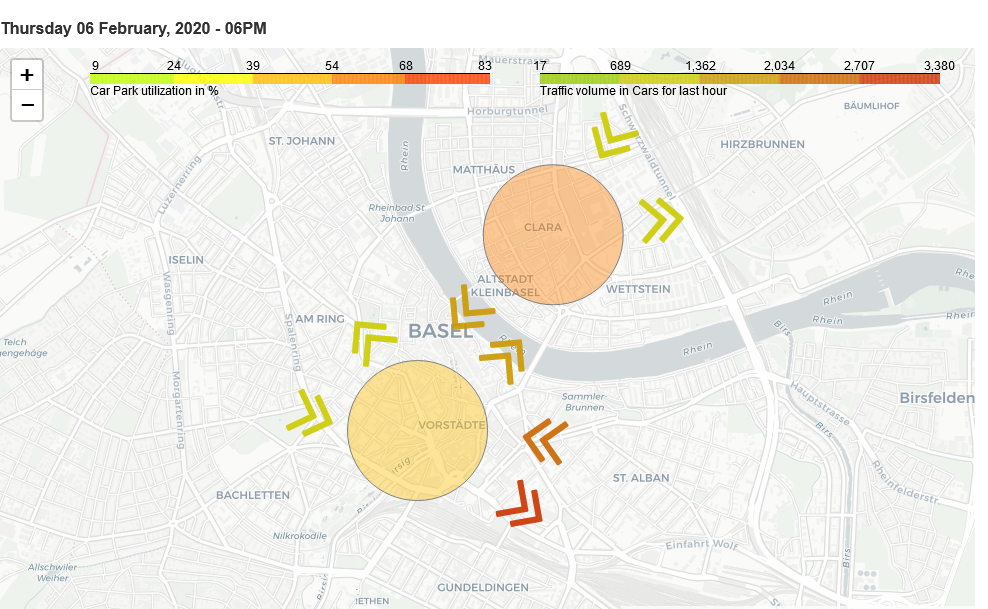 Thursday 06 February, 2020 - 06PM
+
−
9 24 39 54 68 83
Car Park utilization in %
17 689 1,362 2,034 2,707 3,380
Traffic volume in Cars for last hour
Mauerstrasse
Horburgtunnel
BÄUMLIHOF
Schwarzwaldtunnel
ST. JOHANN
Rhein
HIRZBRUNNEN
MATTHÄUS
Luzernerring
Rheinbad St.
Johann
CLARA
ISELIN
ALTSTADT
KLEINBASEL
WETTSTEIN
Wasgenring
Rhein
Rhein
Rhein
AM RING
Spalenring
BASEL
Rhein
Rhein
Birs
Teich
Morgartenring
Sammler-
Brunnen
Hauptstrasse
Birsfelden
VORSTÄDTE
Birs
Rheinfelderstr.
BACHLETTEN
ST. ALBAN
Nilkrokodile
Einfahrt Wolf
Birs
Allschwiler
Weiher
Birsig
GUNDELDINGEN